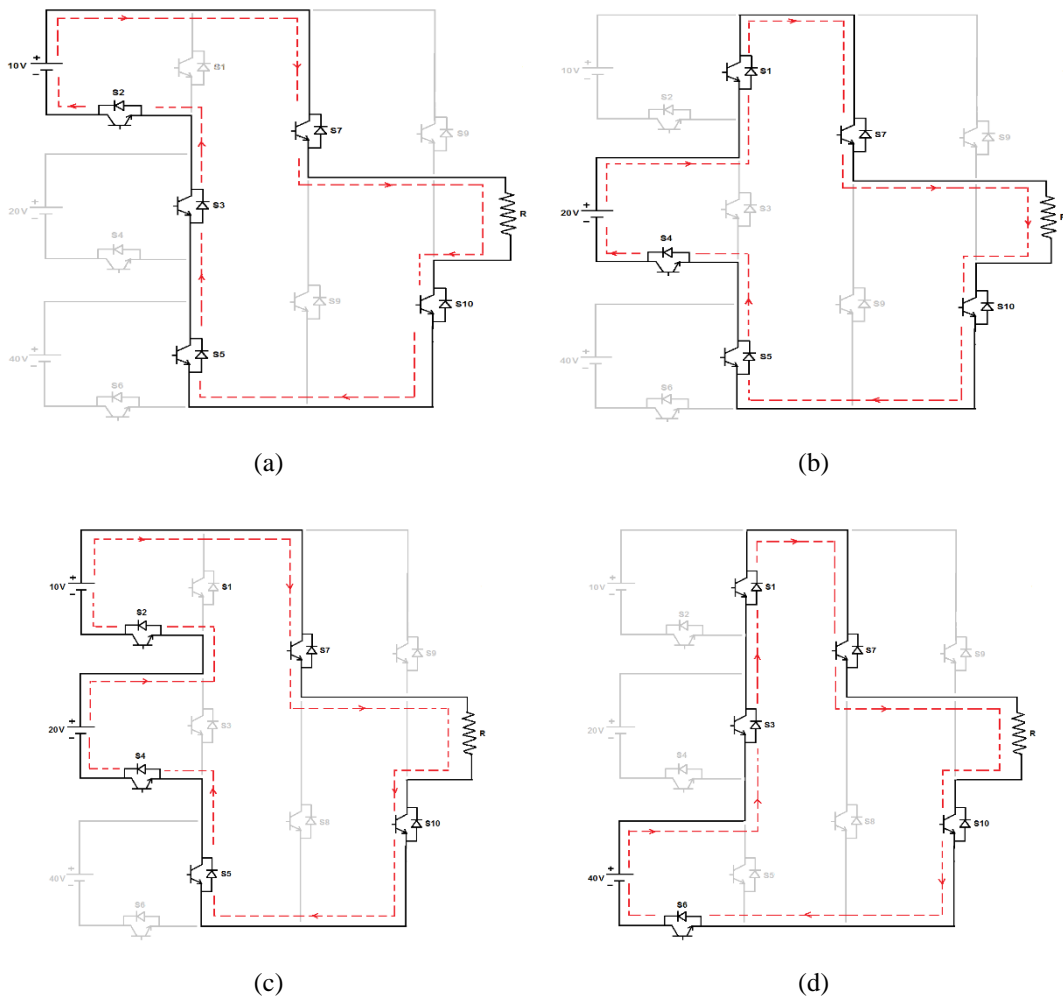 +
10V
−
S1
S2
S7
S9
+
20V
−
S3
R
S4
S9
S10
+
40V
−
S5
S6
(a)
+
10V
−
S1
S2
S7
S9
+
20V
−
S3
R
S4
S9
S10
+
40V
−
S5
S6
(b)
+
10V
−
S1
S2
S7
S9
+
20V
−
S3
R
S4
S8
S10
+
40V
−
S5
S6
(c)
+
10V
−
S1
S2
S7
S9
+
20V
−
S3
R
S4
S8
S10
+
40V
−
S5
S6
(d)